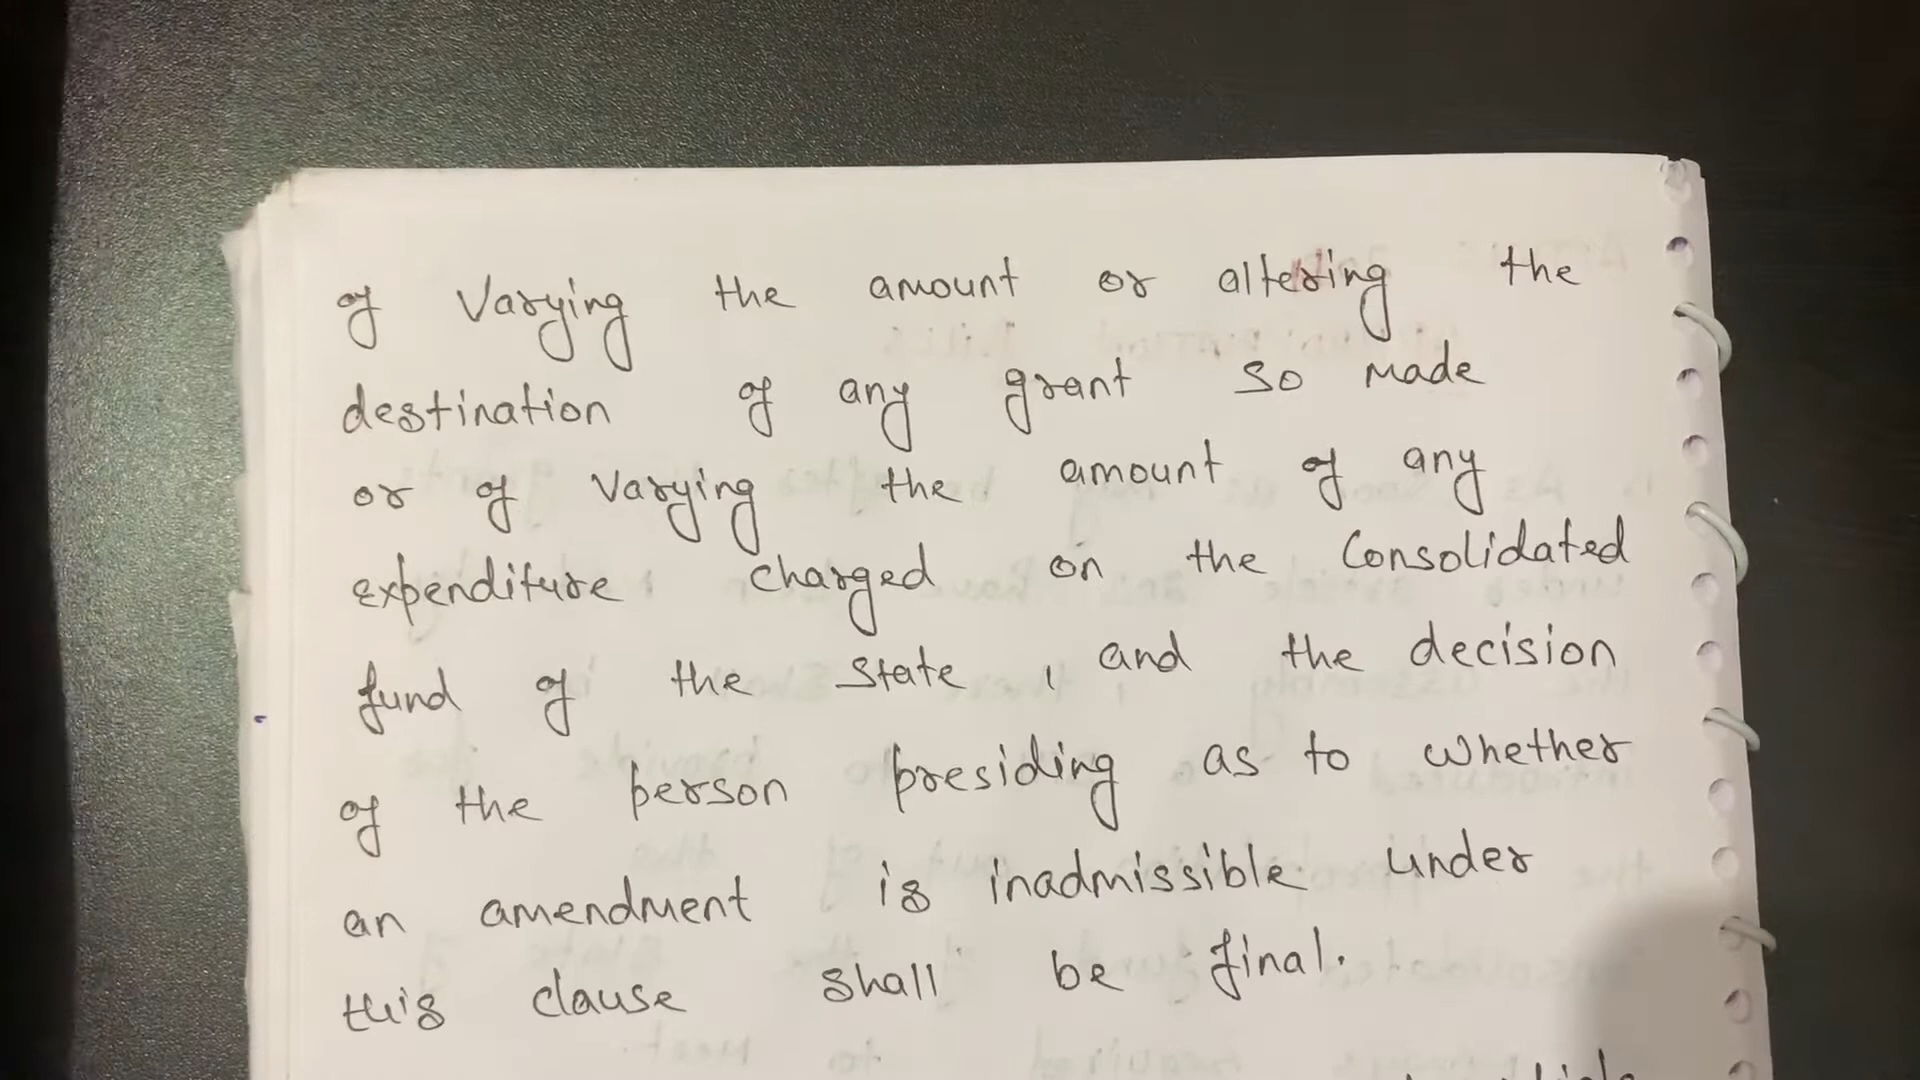 of varying the amount or altering the
destination of any grant so made
or of varying the amount of any
expenditure charged on the Consolidated
fund of the State, and the decision
of the person presiding as to whether
an amendment is inadmissible under
this clause shall be final.